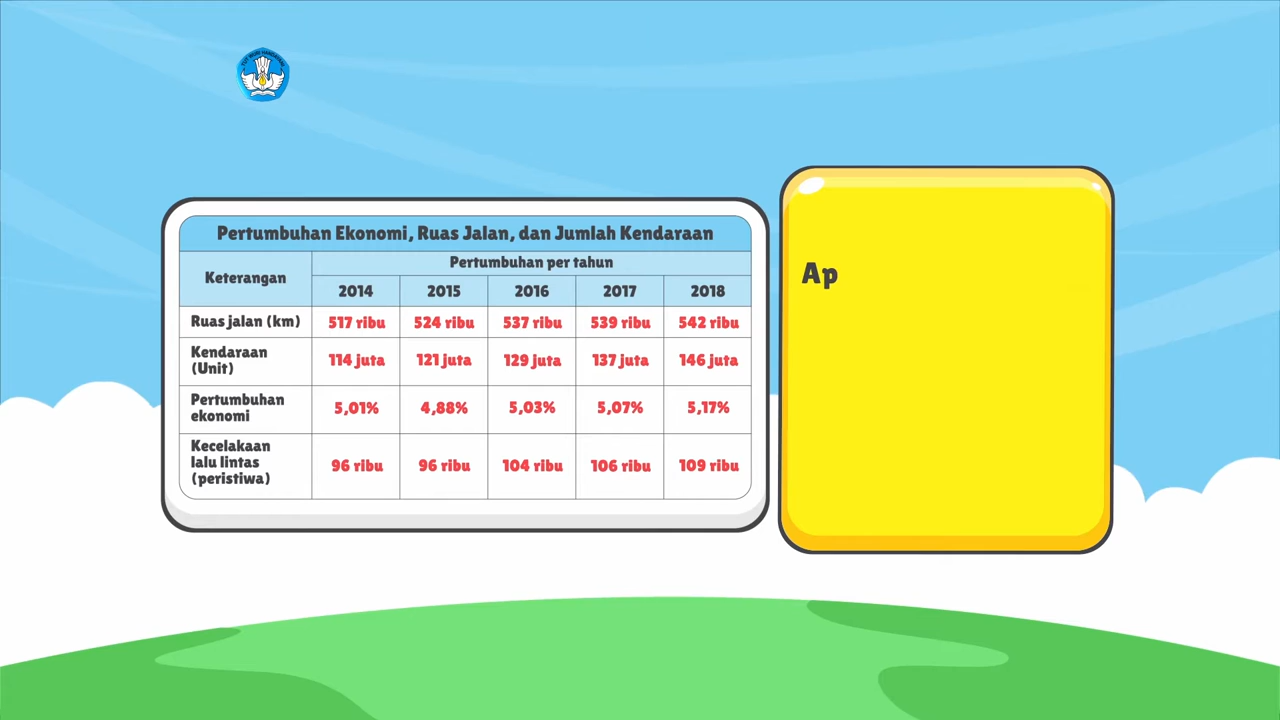 TUT WURI HANDAYANI
Pertumbuhan Ekonomi, Ruas Jalan, dan Jumlah Kendaraan
Keterangan
Pertumbuhan per tahun
2014 2015 2016 2017 2018
Ruas jalan (km) 517 ribu 524 ribu 537 ribu 539 ribu 542 ribu
Kendaraan
(Unit) 114 juta 121 juta 129 juta 137 juta 146 juta
Pertumbuhan
ekonomi 5,01% 4,88% 5,03% 5,07% 5,17%
Kecelakaan
lalu lintas
(peristiwa) 96 ribu 96 ribu 104 ribu 106 ribu 109 ribu
Ap